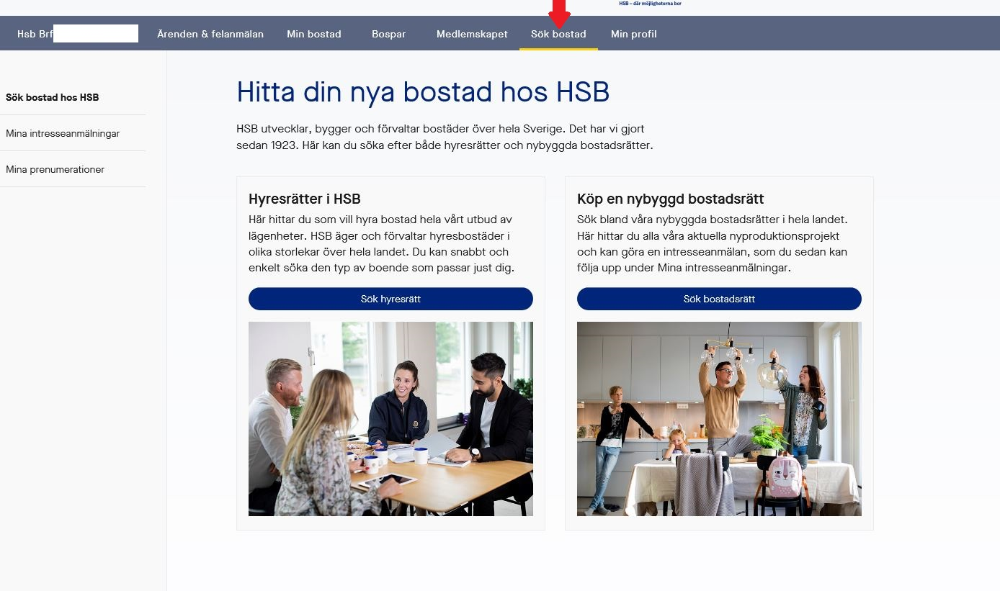 HSB – där möjligheterna bor
Hsb Brf
Ärenden & felanmälan
Min bostad
Bospar
Medlemskapet
Sök bostad
Min profil
Sök bostad hos HSB
Mina intresseanmälningar
Mina prenumerationer
Hitta din nya bostad hos HSB
HSB utvecklar, bygger och förvaltar bostäder över hela Sverige. Det har vi gjort
sedan 1923. Här kan du söka efter både hyresrätter och nybyggda bostadsrätter.
Hyresrätter i HSB
Här hittar du som vill hyra bostad hela vårt utbud av
lägenheter. HSB äger och förvaltar hyresbostäder i
olika storlekar över hela landet. Du kan snabbt och
enkelt söka den typ av boende som passar just dig.
Sök hyresrätt
Köp en nybyggd bostadsrätt
Sök bland våra nybyggda bostadsrätter i hela landet.
Här hittar du alla våra aktuella nyproduktionsprojekt
och kan göra en intresseanmälan, som du sedan kan
följa upp under Mina intresseanmälningar.
Sök bostadsrätt